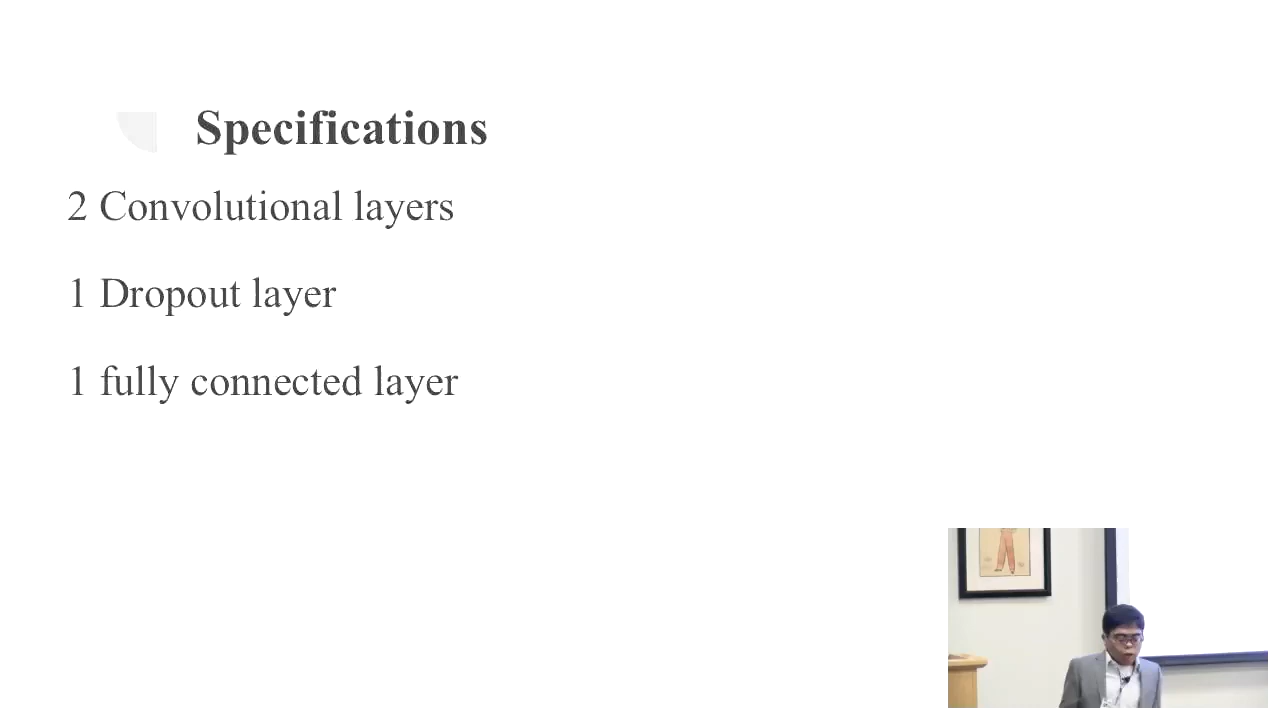 Specifications
2 Convolutional layers
1 Dropout layer
1 fully connected layer